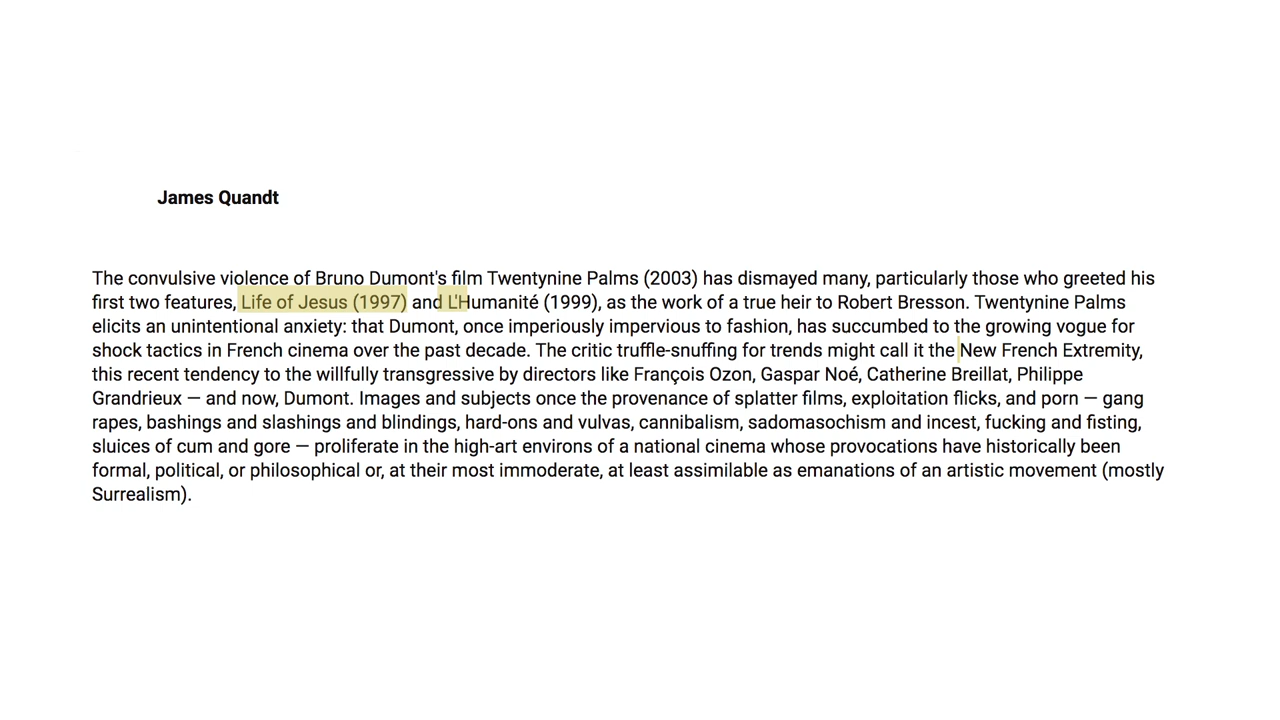 James Quandt
The convulsive violence of Bruno Dumont's film Twentynine Palms (2003) has dismayed many, particularly those who greeted his
first two features, Life of Jesus (1997) and L'Humanité (1999), as the work of a true heir to Robert Bresson. Twentynine Palms
elicits an unintentional anxiety: that Dumont, once imperiously impervious to fashion, has succumbed to the growing vogue for
shock tactics in French cinema over the past decade. The critic truffle-snuffing for trends might call it the New French Extremity,
this recent tendency to the willfully transgressive by directors like François Ozon, Gaspar Noé, Catherine Breillat, Philippe
Grandrieux — and now, Dumont. Images and subjects once the provenance of splatter films, exploitation flicks, and porn — gang
rapes, bashings and slashings and blindings, hard-ons and vulvas, cannibalism, sadomasochism and incest, fucking and fisting,
sluices of cum and gore — proliferate in the high-art environs of a national cinema whose provocations have historically been
formal, political, or philosophical or, at their most immoderate, at least assimilable as emanations of an artistic movement (mostly
Surrealism).